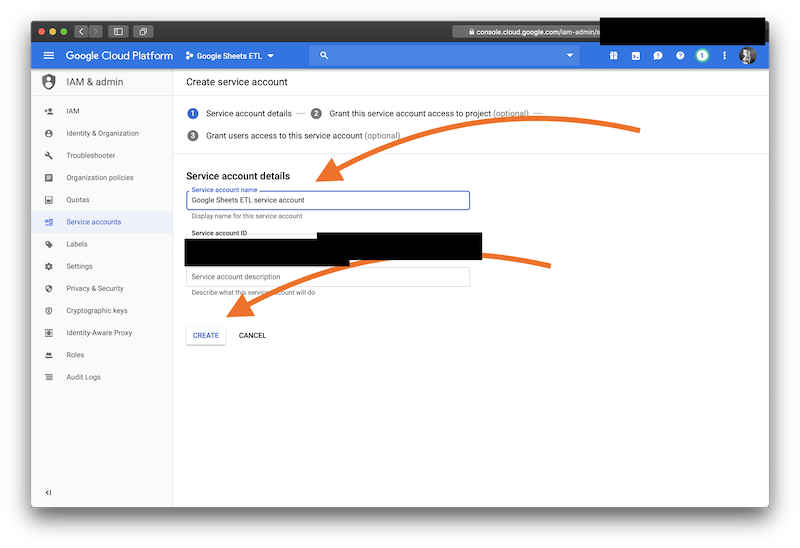 console.cloud.google.com/iam-admin/s
Google Cloud Platform
Google Sheets ETL
1
IAM & admin
Create service account
IAM
Identity & Organization
Troubleshooter
Organization policies
Quotas
Service accounts
Labels
Settings
Privacy & Security
Cryptographic keys
Identity-Aware Proxy
Roles
Audit Logs
1 Service account details — 2 Grant this service account access to project (optional) —
3 Grant users access to this service account (optional)
Service account details
Service account name
Google Sheets ETL service account
Display name for this service account
Service account ID
Service account description
Describe what this service account will do
CREATE CANCEL